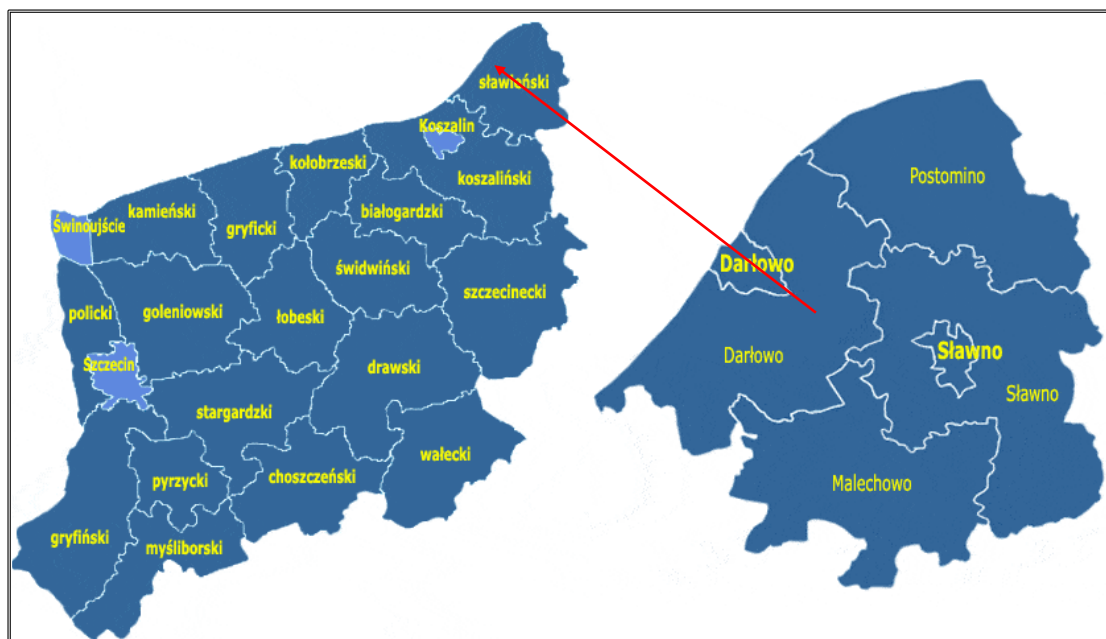 sławieński
Koszalin
kołobrzeski
koszaliński
kamieński
białogardzki
Świnoujście
gryficki
świdwiński
szczecinecki
policki
goleniowski
łobeski
Szczecin
drawski
stargardzki
wałecki
choszczeński
pyrzycki
gryfiński
myśliborski
Postomino
Darłowo
Darłowo
Sławno
Sławno
Malechowo